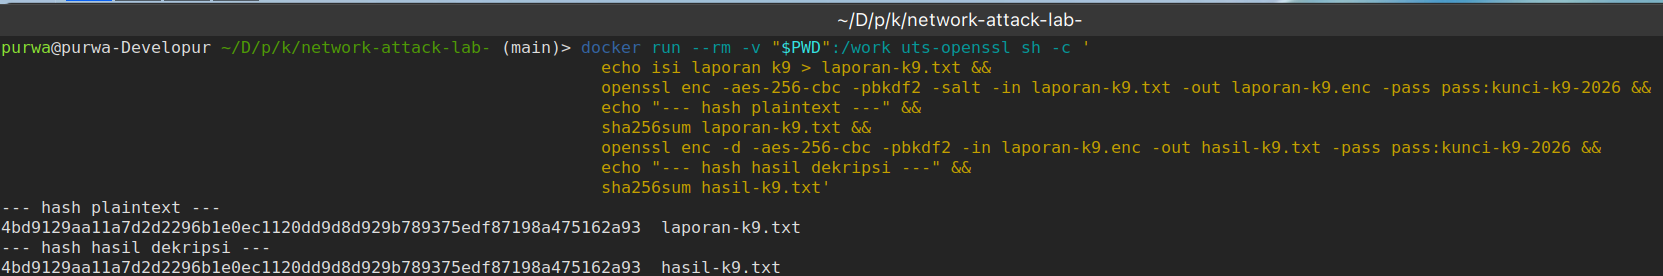 ~/D/p/k/network-attack-lab-
purwa@purwa-Developur ~/D/p/k/network-attack-lab- (main)> docker run --rm -v "$PWD":/work uts-openssl sh -c '
echo isi laporan k9 > laporan-k9.txt &&
openssl enc -aes-256-cbc -pbkdf2 -salt -in laporan-k9.txt -out laporan-k9.enc -pass pass:kunci-k9-2026 &&
echo "--- hash plaintext ---" &&
sha256sum laporan-k9.txt &&
openssl enc -d -aes-256-cbc -pbkdf2 -in laporan-k9.enc -out hasil-k9.txt -pass pass:kunci-k9-2026 &&
echo "--- hash hasil dekripsi ---" &&
sha256sum hasil-k9.txt'
--- hash plaintext ---
4bd9129aa11a7d2d2296b1e0ec1120dd9d8d929b789375edf87198a475162a93  laporan-k9.txt
--- hash hasil dekripsi ---
4bd9129aa11a7d2d2296b1e0ec1120dd9d8d929b789375edf87198a475162a93  hasil-k9.txt